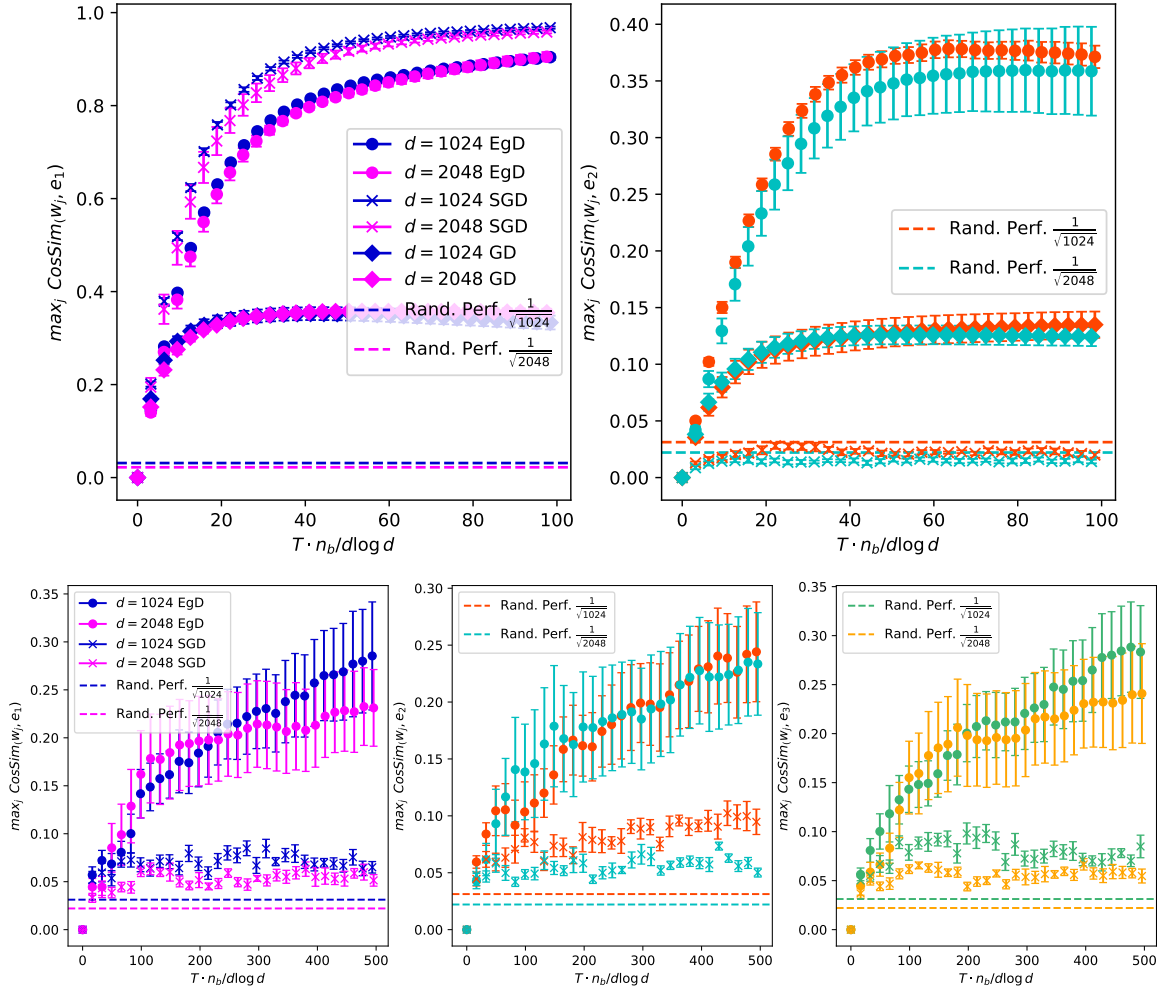 1.0
0.8
0.6
0.4
0.2
0.0
max_j CosSim(w_j, e_1)
d = 1024 EgD
d = 2048 EgD
d = 1024 SGD
d = 2048 SGD
d = 1024 GD
d = 2048 GD
Rand. Perf. 1/√1024
Rand. Perf. 1/√2048
0 20 40 60 80 100
T · n_b/dlog d
0.40
0.35
0.30
0.25
0.20
0.15
0.10
0.05
0.00
max_j CosSim(w_j, e_2)
Rand. Perf. 1/√1024
Rand. Perf. 1/√2048
0 20 40 60 80 100
T · n_b/dlog d
0.35
0.30
0.25
0.20
0.15
0.10
0.05
0.00
max_j CosSim(w_j, e_1)
d = 1024 EgD
d = 2048 EgD
d = 1024 SGD
d = 2048 SGD
Rand. Perf. 1/√1024
Rand. Perf. 1/√2048
0 100 200 300 400 500
T · n_b/dlog d
0.30
0.25
0.20
0.15
0.10
0.05
0.00
max_j CosSim(w_j, e_2)
Rand. Perf. 1/√1024
Rand. Perf. 1/√2048
0 100 200 300 400 500
T · n_b/dlog d
0.35
0.30
0.25
0.20
0.15
0.10
0.05
0.00
max_j CosSim(w_j, e_3)
Rand. Perf. 1/√1024
Rand. Perf. 1/√2048
0 100 200 300 400 500
T · n_b/dlog d